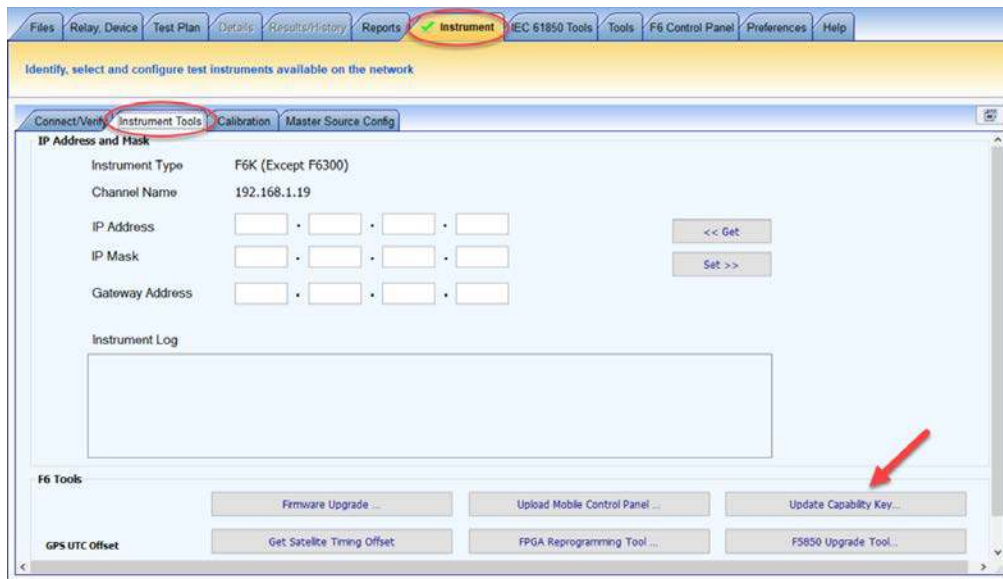 Files Relay, Device Test Plan Details Results/History Reports Instrument IEC 61850 Tools Tools F6 Control Panel Preferences Help
Identify, select and configure test instruments available on the network
Connect/Verify Instrument Tools Calibration Master Source Config
IP Address and Mask
Instrument Type F6K (Except F6300)
Channel Name 192.168.1.19
IP Address . . . << Get
IP Mask . . . Set >>
Gateway Address . . .
Instrument Log
F6 Tools
Firmware Upgrade ... Upload Mobile Control Panel ... Update Capability Key...
GPS UTC Offset Get Satellite Timing Offset FPGA Reprogramming Tool ... F5850 Upgrade Tool...